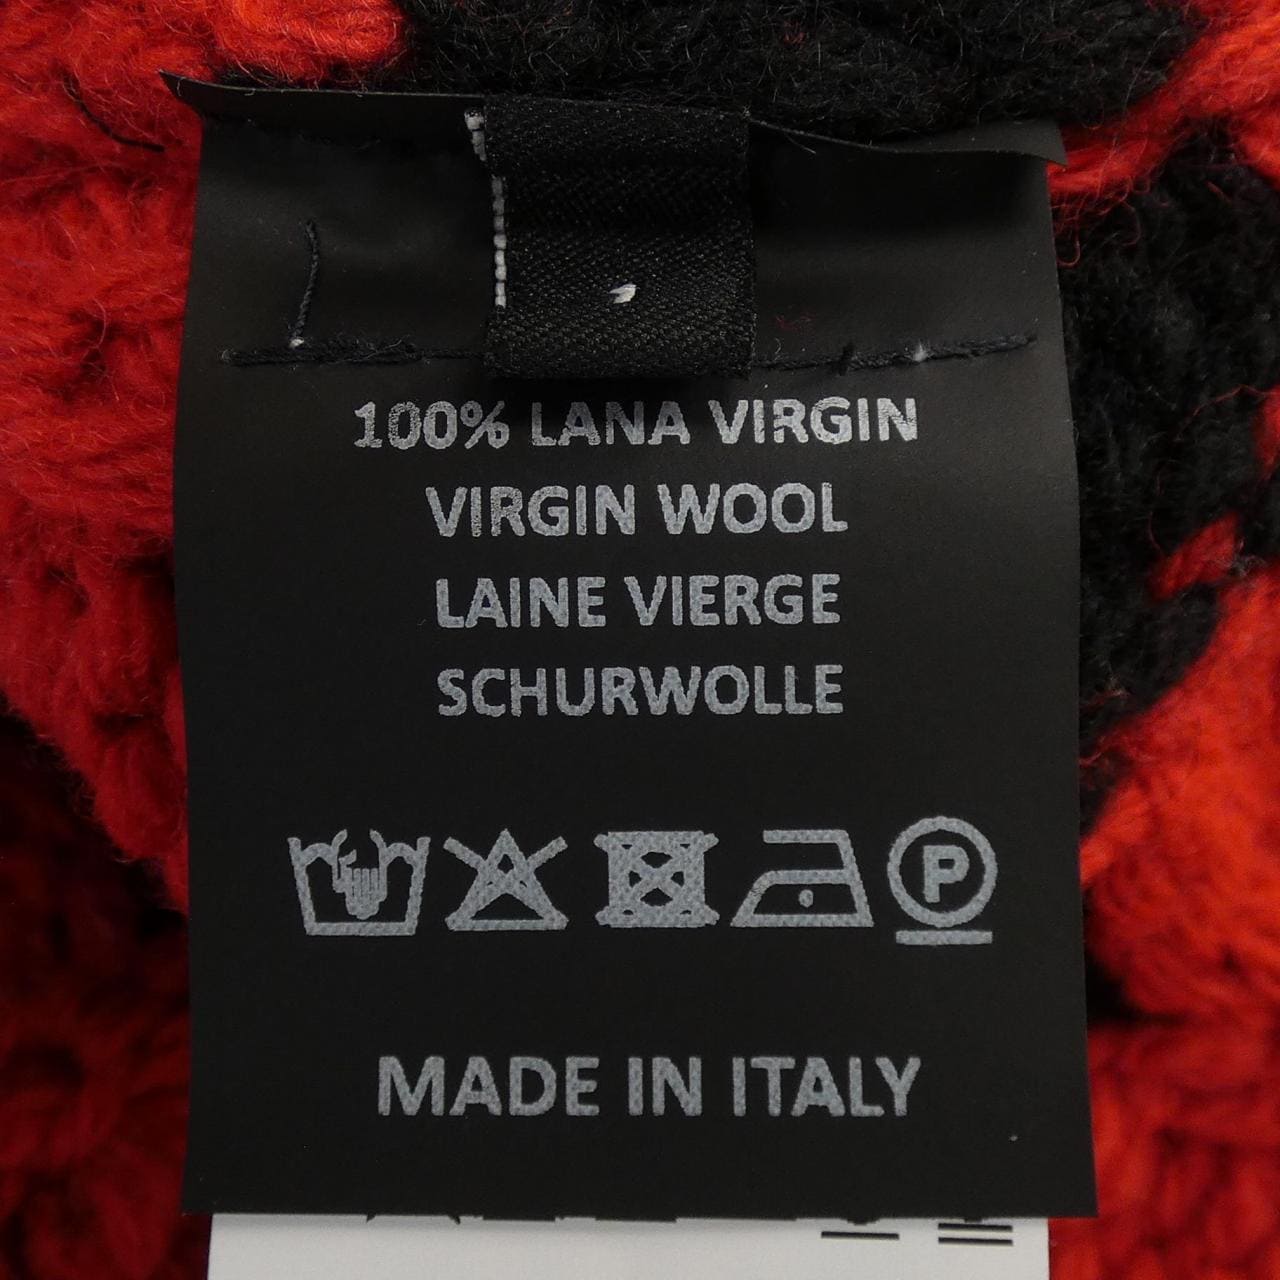 100% LANA VIRGIN
VIRGIN WOOL
LAINE VIERGE
SCHURWOLLE
P
MADE IN ITALY